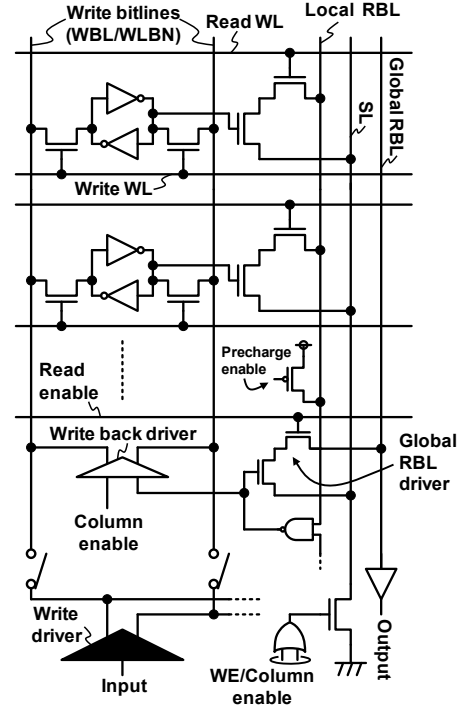 Write bitlines
(WBL/WLBN)
Read WL
Local RBL
SL
Global RBL
Write WL
Precharge
enable
Read
enable
Write back driver
Global
RBL
driver
Column
enable
Write
driver
Input
WE/Column
enable
Output